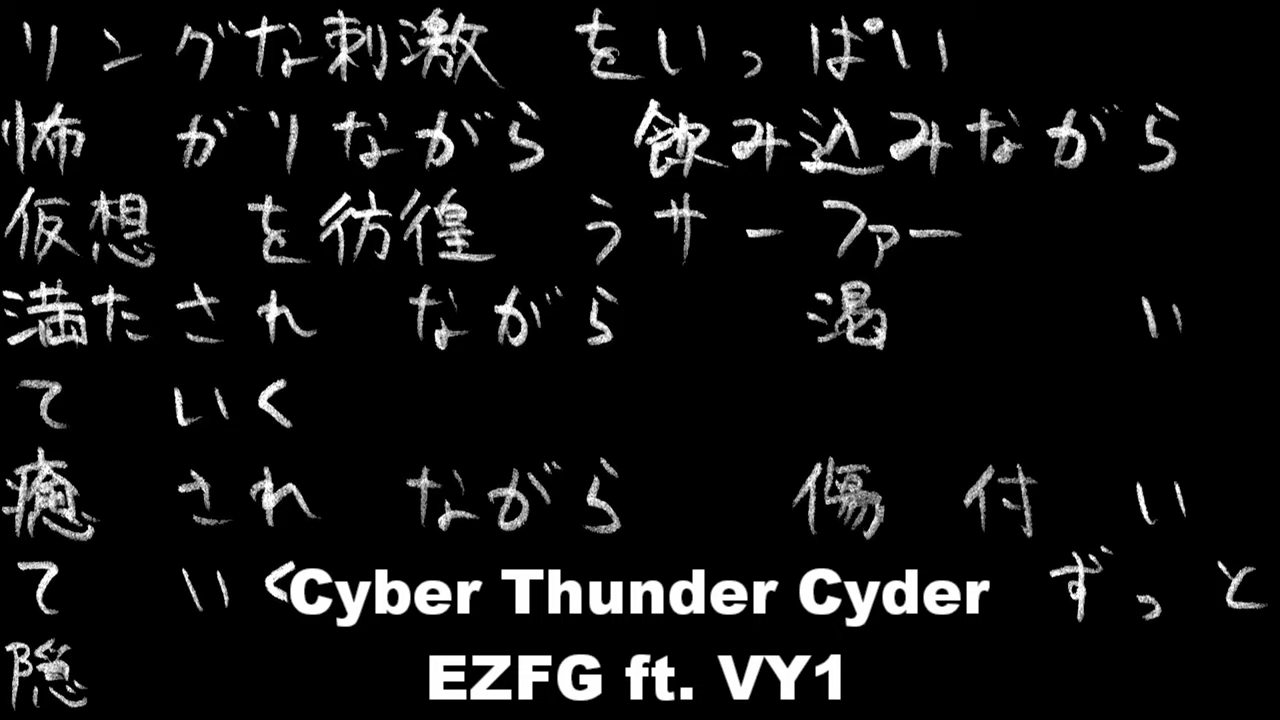 リングな刺激をいっぱい
怖がりながら飲み込みながら
仮想を彷徨うサーファー
満たされながら渇い
ていく
癒されながら傷付い
ていく ずっと
隠
Cyber Thunder Cyder
EZFG ft. VY1